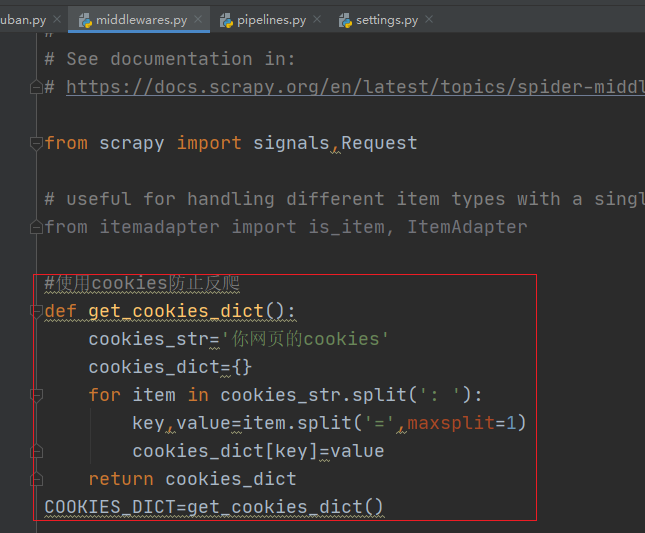 uban.py × middlewares.py × pipelines.py × settings.py ×
#
# See documentation in:
# https://docs.scrapy.org/en/latest/topics/spider-middl
from scrapy import signals,Request
# useful for handling different item types with a singl
from itemadapter import is_item, ItemAdapter
#使用cookies防止反爬
def get_cookies_dict():
cookies_str='你网页的cookies'
cookies_dict={}
for item in cookies_str.split(': '):
key,value=item.split('=',maxsplit=1)
cookies_dict[key]=value
return cookies_dict
COOKIES_DICT=get_cookies_dict()